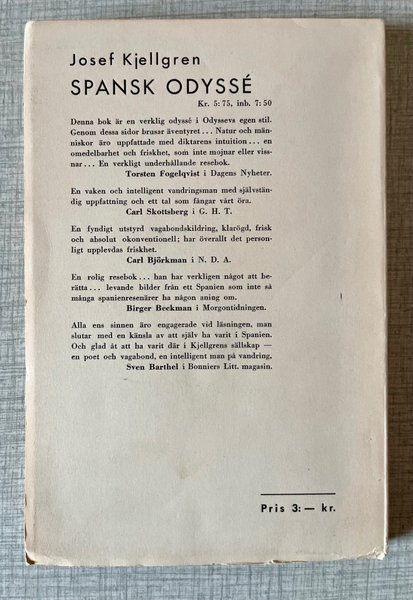 Josef Kjellgren
SPANSK ODYSSÉ
Kr. 5:75, inb. 7:50
Denna bok är en verklig odyssé i Odyssevs egen stil.
Genom dessa sidor brusar äventyret... Natur och män-
niskor äro uppfattade med diktarens intuition... en
omedelbarhet och friskhet, som inte mojnar eller viss-
nar... En verkligt underhållande resebok.
Torsten Fogelqvist i Dagens Nyheter.
En vaken och intelligent vandringsman med självstän-
dig uppfattning och ett tal som fångar vårt öra.
Carl Skottsberg i G. H. T.
En fyndigt utstyrd vagabondskildring, klarögd, frisk
och absolut okonventionell; har överallt det person-
ligt upplevdas friskhet.
Carl Björkman i N. D. A.
En rolig resebok... han har verkligen något att be-
rätta... levande bilder från ett Spanien som inte så
många spanienresenärer ha någon aning om.
Birger Beckman i Morgontidningen.
Alla ens sinnen äro engagerade vid läsningen, man
slutar med en känsla av att själv ha varit i Spanien.
Och glad åt att ha varit där i Kjellgrens sällskap —
en poet och vagabond, en intelligent man på vandring.
Sven Barthel i Bonniers Litt. magasin.
Pris 3:— kr.